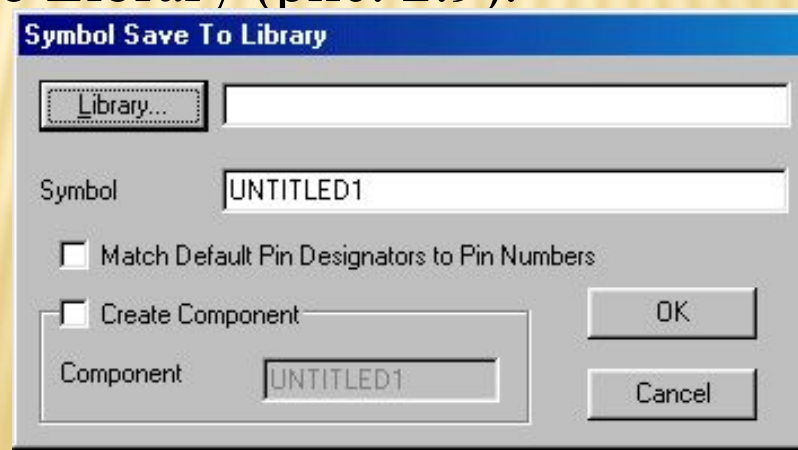 Symbol Save To Library
Library...
Symbol UNTITLED1
Match Default Pin Designators to Pin Numbers
Create Component
OK
Component UNTITLED1
Cancel